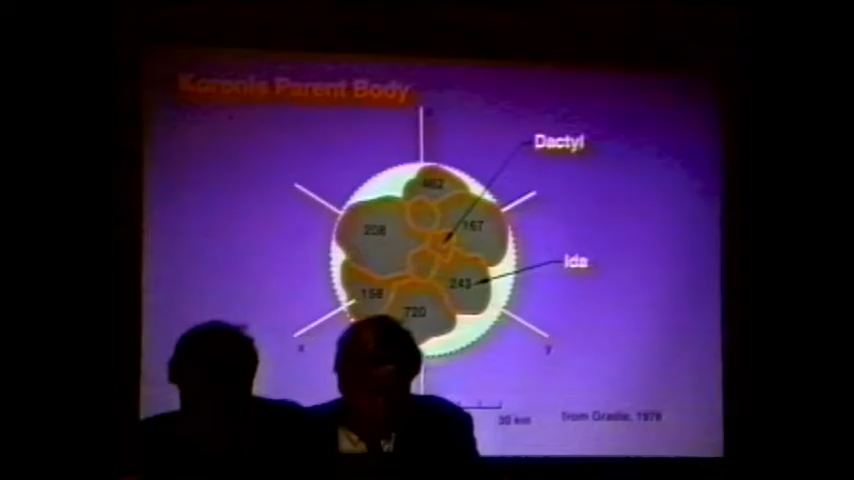 Koronis Parent Body
Dactyl
462
208
167
Ida
243
158
720
x
y
30 km
from Gradie, 1978